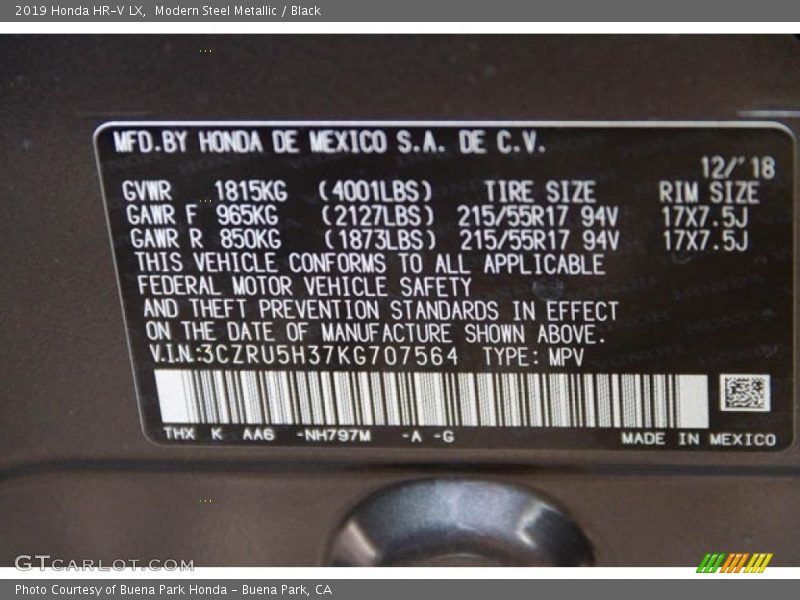 2019 Honda HR-V LX, Modern Steel Metallic / Black
MFD.BY HONDA DE MEXICO S.A. DE C.V.
12/'18
GVWR 1815KG (4001LBS) TIRE SIZE RIM SIZE
GAWR F 965KG (2127LBS) 215/55R17 94V 17X7.5J
GAWR R 850KG (1873LBS) 215/55R17 94V 17X7.5J
THIS VEHICLE CONFORMS TO ALL APPLICABLE
FEDERAL MOTOR VEHICLE SAFETY
AND THEFT PREVENTION STANDARDS IN EFFECT
ON THE DATE OF MANUFACTURE SHOWN ABOVE.
V.I.N.:3CZRU5H37KG707564 TYPE: MPV
THX K AA6 -NH797M -A -G MADE IN MEXICO
GTCARLOT.COM
Photo Courtesy of Buena Park Honda - Buena Park, CA